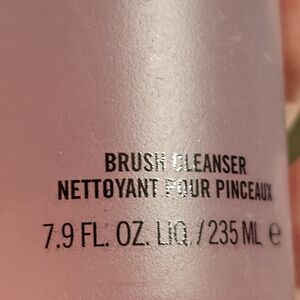 BRUSH CLEANSER
NETTOYANT POUR PINCEAUX
7.9 FL. OZ. LIQ. / 235 ML ℮